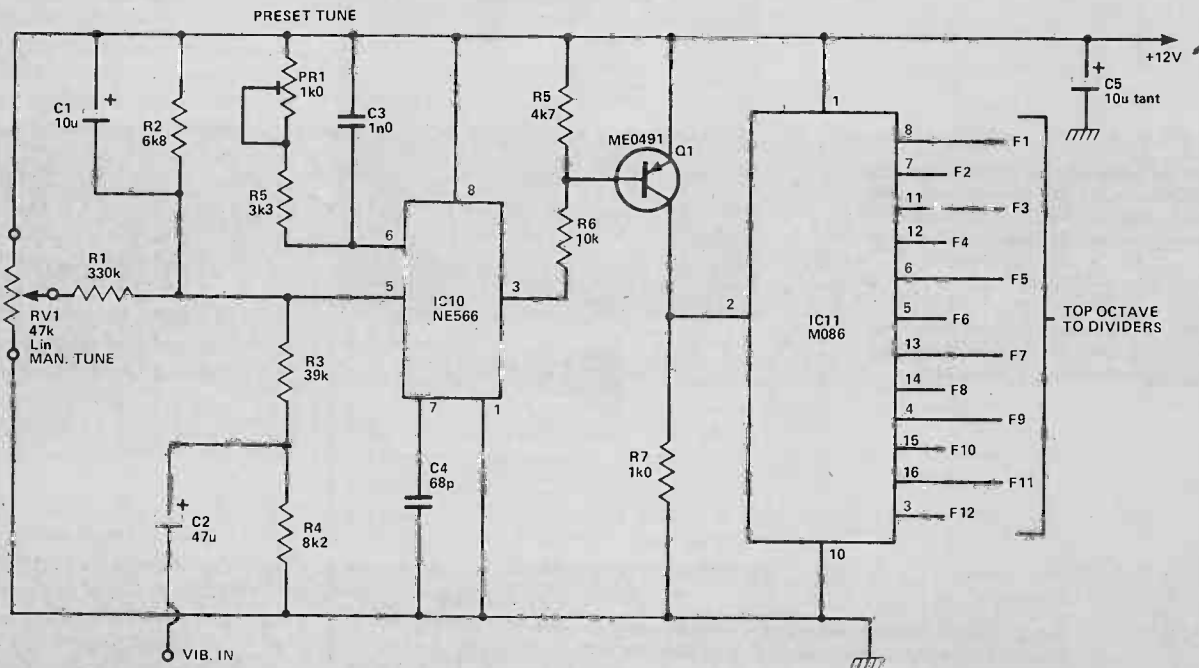 PRESET TUNE
+12V
C1
10u
+
R2
6k8
PR1
1k0
C3
1n0
R5
3k3
R5
4k7
ME0491
Q1
C5
10u tant
+
R1
330k
RV1
47k
Lin
MAN. TUNE
8
6
5
3
IC10
NE566
7
1
R6
10k
R3
39k
C2
47u
+
R4
8k2
C4
68p
R7
1k0
1
2
IC11
M086
10
8 F1
7 F2
11 F3
12 F4
6 F5
5 F6
13 F7
14 F8
4 F9
15 F10
16 F11
3 F12
TOP OCTAVE
TO DIVIDERS
VIB. IN